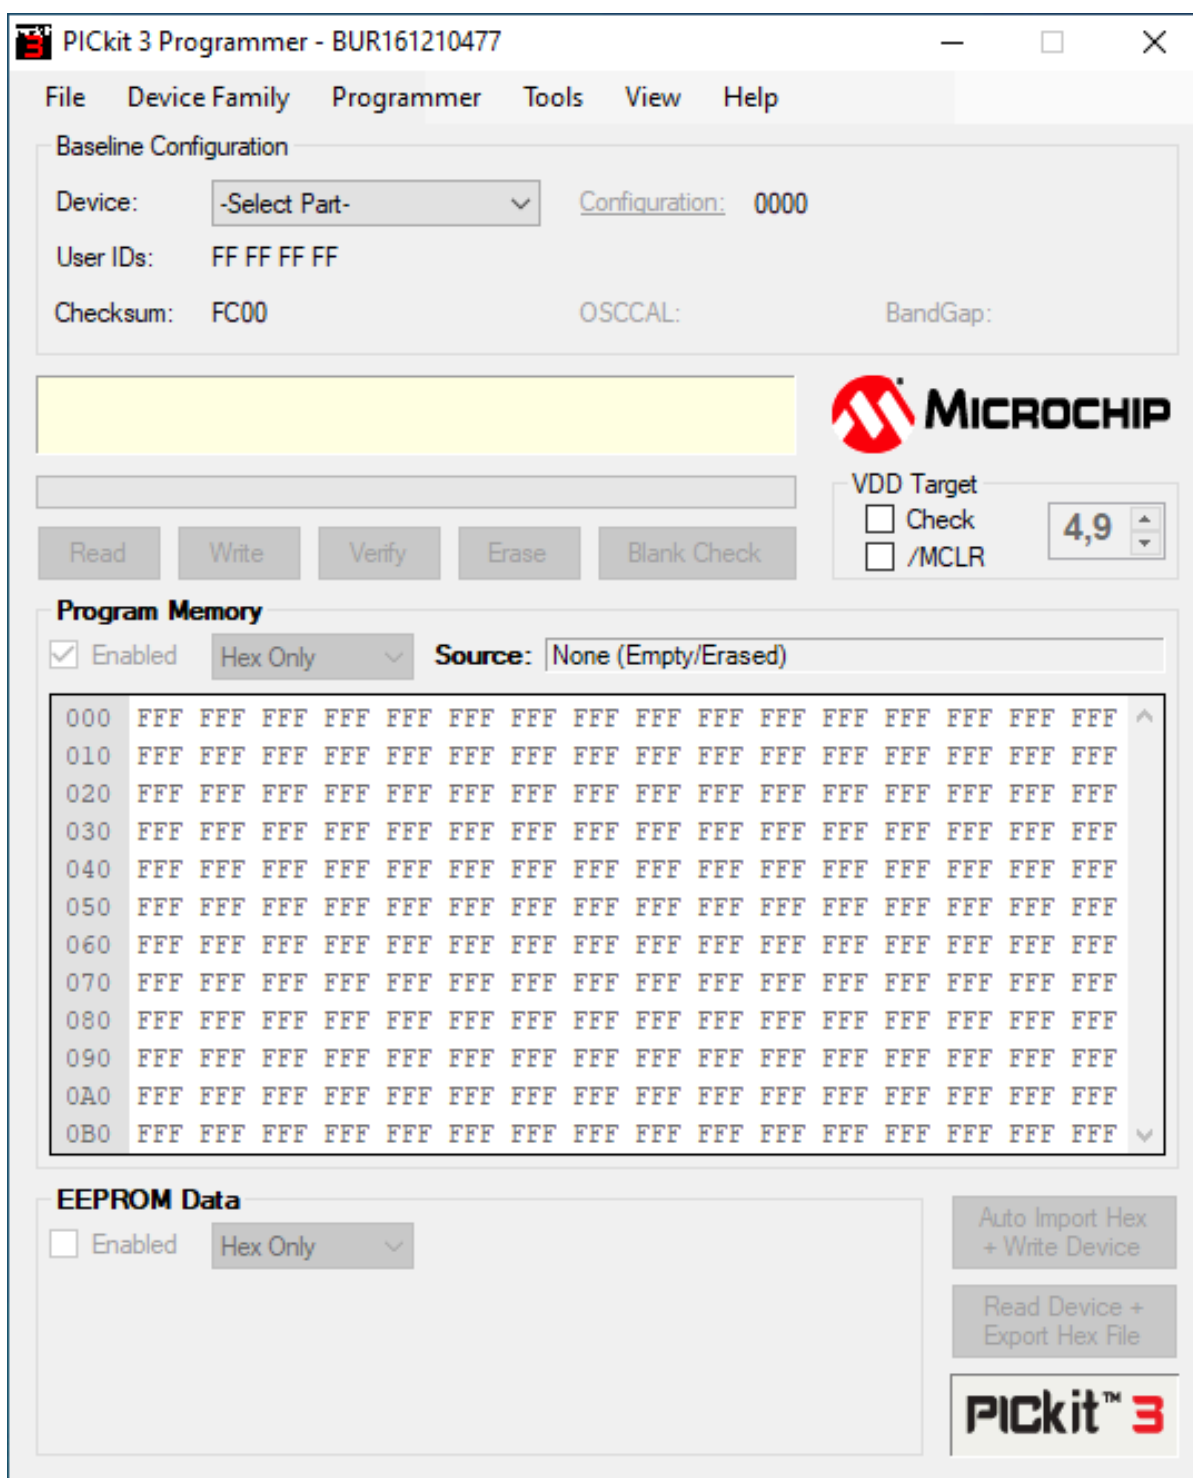 PICkit 3 Programmer - BUR161210477
File Device Family Programmer Tools View Help
Baseline Configuration
Device: -Select Part- Configuration: 0000
User IDs: FF FF FF FF
Checksum: FC00 OSCCAL: BandGap:
MICROCHIP
VDD Target
Check
/MCLR
4,9
Read Write Verify Erase Blank Check
Program Memory
Enabled Hex Only Source: None (Empty/Erased)
000 FFF FFF FFF FFF FFF FFF FFF FFF FFF FFF FFF FFF FFF FFF FFF FFF
010 FFF FFF FFF FFF FFF FFF FFF FFF FFF FFF FFF FFF FFF FFF FFF FFF
020 FFF FFF FFF FFF FFF FFF FFF FFF FFF FFF FFF FFF FFF FFF FFF FFF
030 FFF FFF FFF FFF FFF FFF FFF FFF FFF FFF FFF FFF FFF FFF FFF FFF
040 FFF FFF FFF FFF FFF FFF FFF FFF FFF FFF FFF FFF FFF FFF FFF FFF
050 FFF FFF FFF FFF FFF FFF FFF FFF FFF FFF FFF FFF FFF FFF FFF FFF
060 FFF FFF FFF FFF FFF FFF FFF FFF FFF FFF FFF FFF FFF FFF FFF FFF
070 FFF FFF FFF FFF FFF FFF FFF FFF FFF FFF FFF FFF FFF FFF FFF FFF
080 FFF FFF FFF FFF FFF FFF FFF FFF FFF FFF FFF FFF FFF FFF FFF FFF
090 FFF FFF FFF FFF FFF FFF FFF FFF FFF FFF FFF FFF FFF FFF FFF FFF
0A0 FFF FFF FFF FFF FFF FFF FFF FFF FFF FFF FFF FFF FFF FFF FFF FFF
0B0 FFF FFF FFF FFF FFF FFF FFF FFF FFF FFF FFF FFF FFF FFF FFF FFF
EEPROM Data
Enabled Hex Only
Auto Import Hex
+ Write Device
Read Device +
Export Hex File
PICkit™ 3